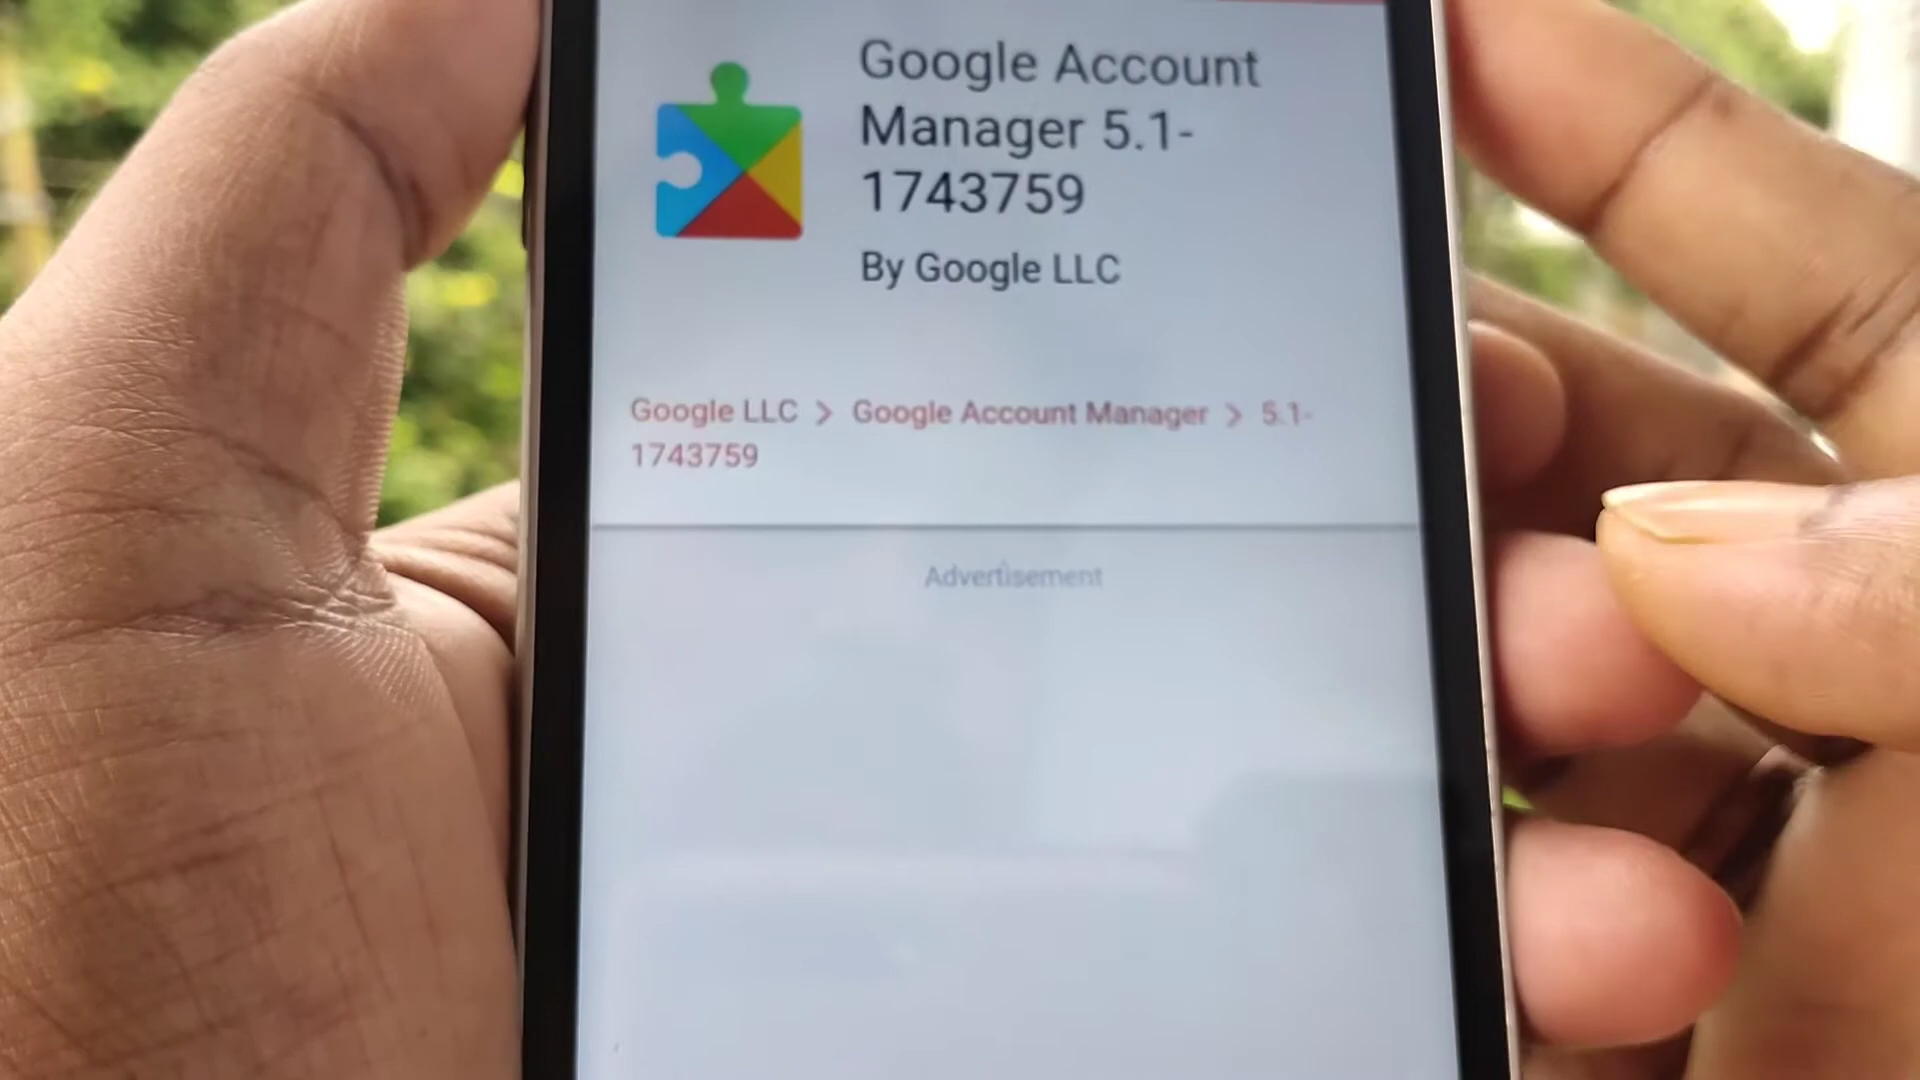 Google Account
Manager 5.1-
1743759
By Google LLC
Google LLC > Google Account Manager > 5.1-
1743759
Advertisement